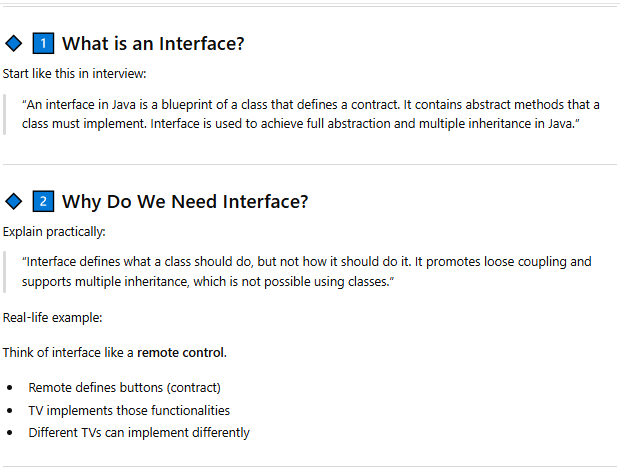 1 What is an Interface?
Start like this in interview:
“An interface in Java is a blueprint of a class that defines a contract. It contains abstract methods that a
class must implement. Interface is used to achieve full abstraction and multiple inheritance in Java.”
2 Why Do We Need Interface?
Explain practically:
“Interface defines what a class should do, but not how it should do it. It promotes loose coupling and
supports multiple inheritance, which is not possible using classes.”
Real-life example:
Think of interface like a remote control.
• Remote defines buttons (contract)
• TV implements those functionalities
• Different TVs can implement differently